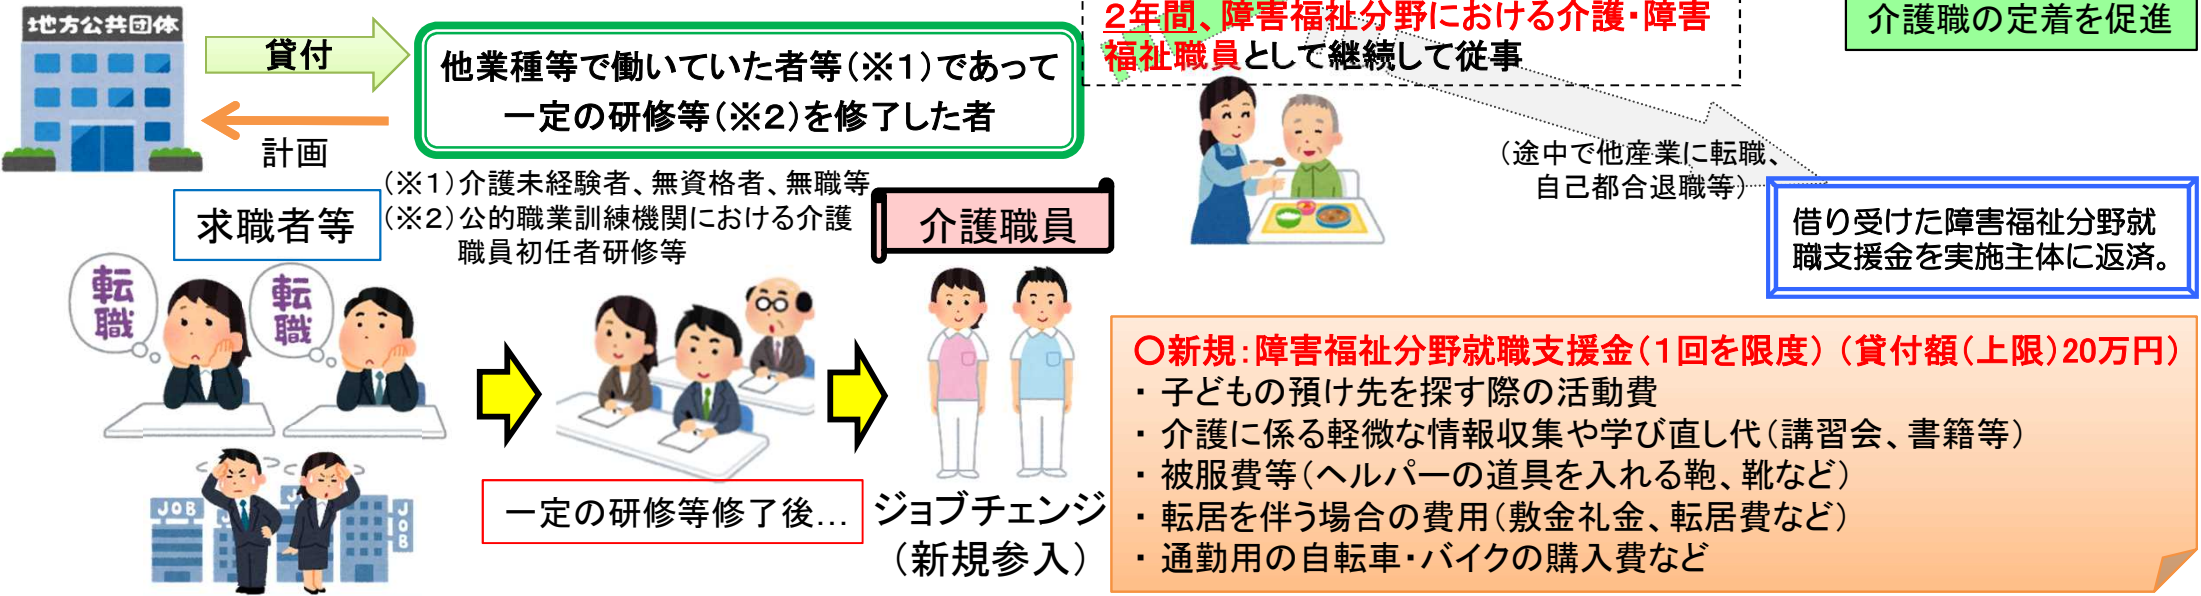 地方公共団体
貸付
計画
他業種等で働いていた者等(※1)であって
一定の研修等(※2)を修了した者
(※1)介護未経験者、無資格者、無職等
(※2)公的職業訓練機関における介護
職員初任者研修等
2年間、障害福祉分野における介護・障害
福祉職員として継続して従事
介護職の定着を促進
(途中で他産業に転職、
自己都合退職等)
借り受けた障害福祉分野就
職支援金を実施主体に返済。
求職者等
転職
転職
JOB
JOB
一定の研修等修了後…
介護職員
ジョブチェンジ
(新規参入)
○新規:障害福祉分野就職支援金(1回を限度)(貸付額(上限)20万円)
・ 子どもの預け先を探す際の活動費
・ 介護に係る軽微な情報収集や学び直し代(講習会、書籍等)
・ 被服費等(ヘルパーの道具を入れる鞄、靴など)
・ 転居を伴う場合の費用(敷金礼金、転居費など)
・ 通勤用の自転車・バイクの購入費など